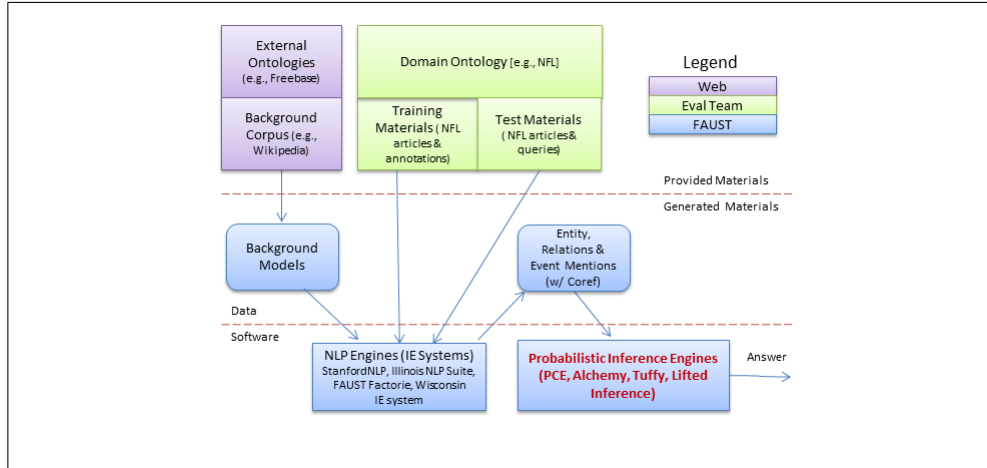 External
Ontologies
(e.g., Freebase)
Background
Corpus (e.g.,
Wikipedia)
Domain Ontology [e.g., NFL]
Training
Materials ( NFL
articles &
annotations)
Test Materials
( NFL articles &
queries)
Legend
Web
Eval Team
FAUST
Provided Materials
Generated Materials
Background
Models
Entity,
Relations &
Event Mentions
(w/ Coref)
Data
Software
NLP Engines (IE Systems)
StanfordNLP, Illinois NLP Suite,
FAUST Factorie, Wisconsin
IE system
Probabilistic Inference Engines
(PCE, Alchemy, Tuffy, Lifted
Inference)
Answer